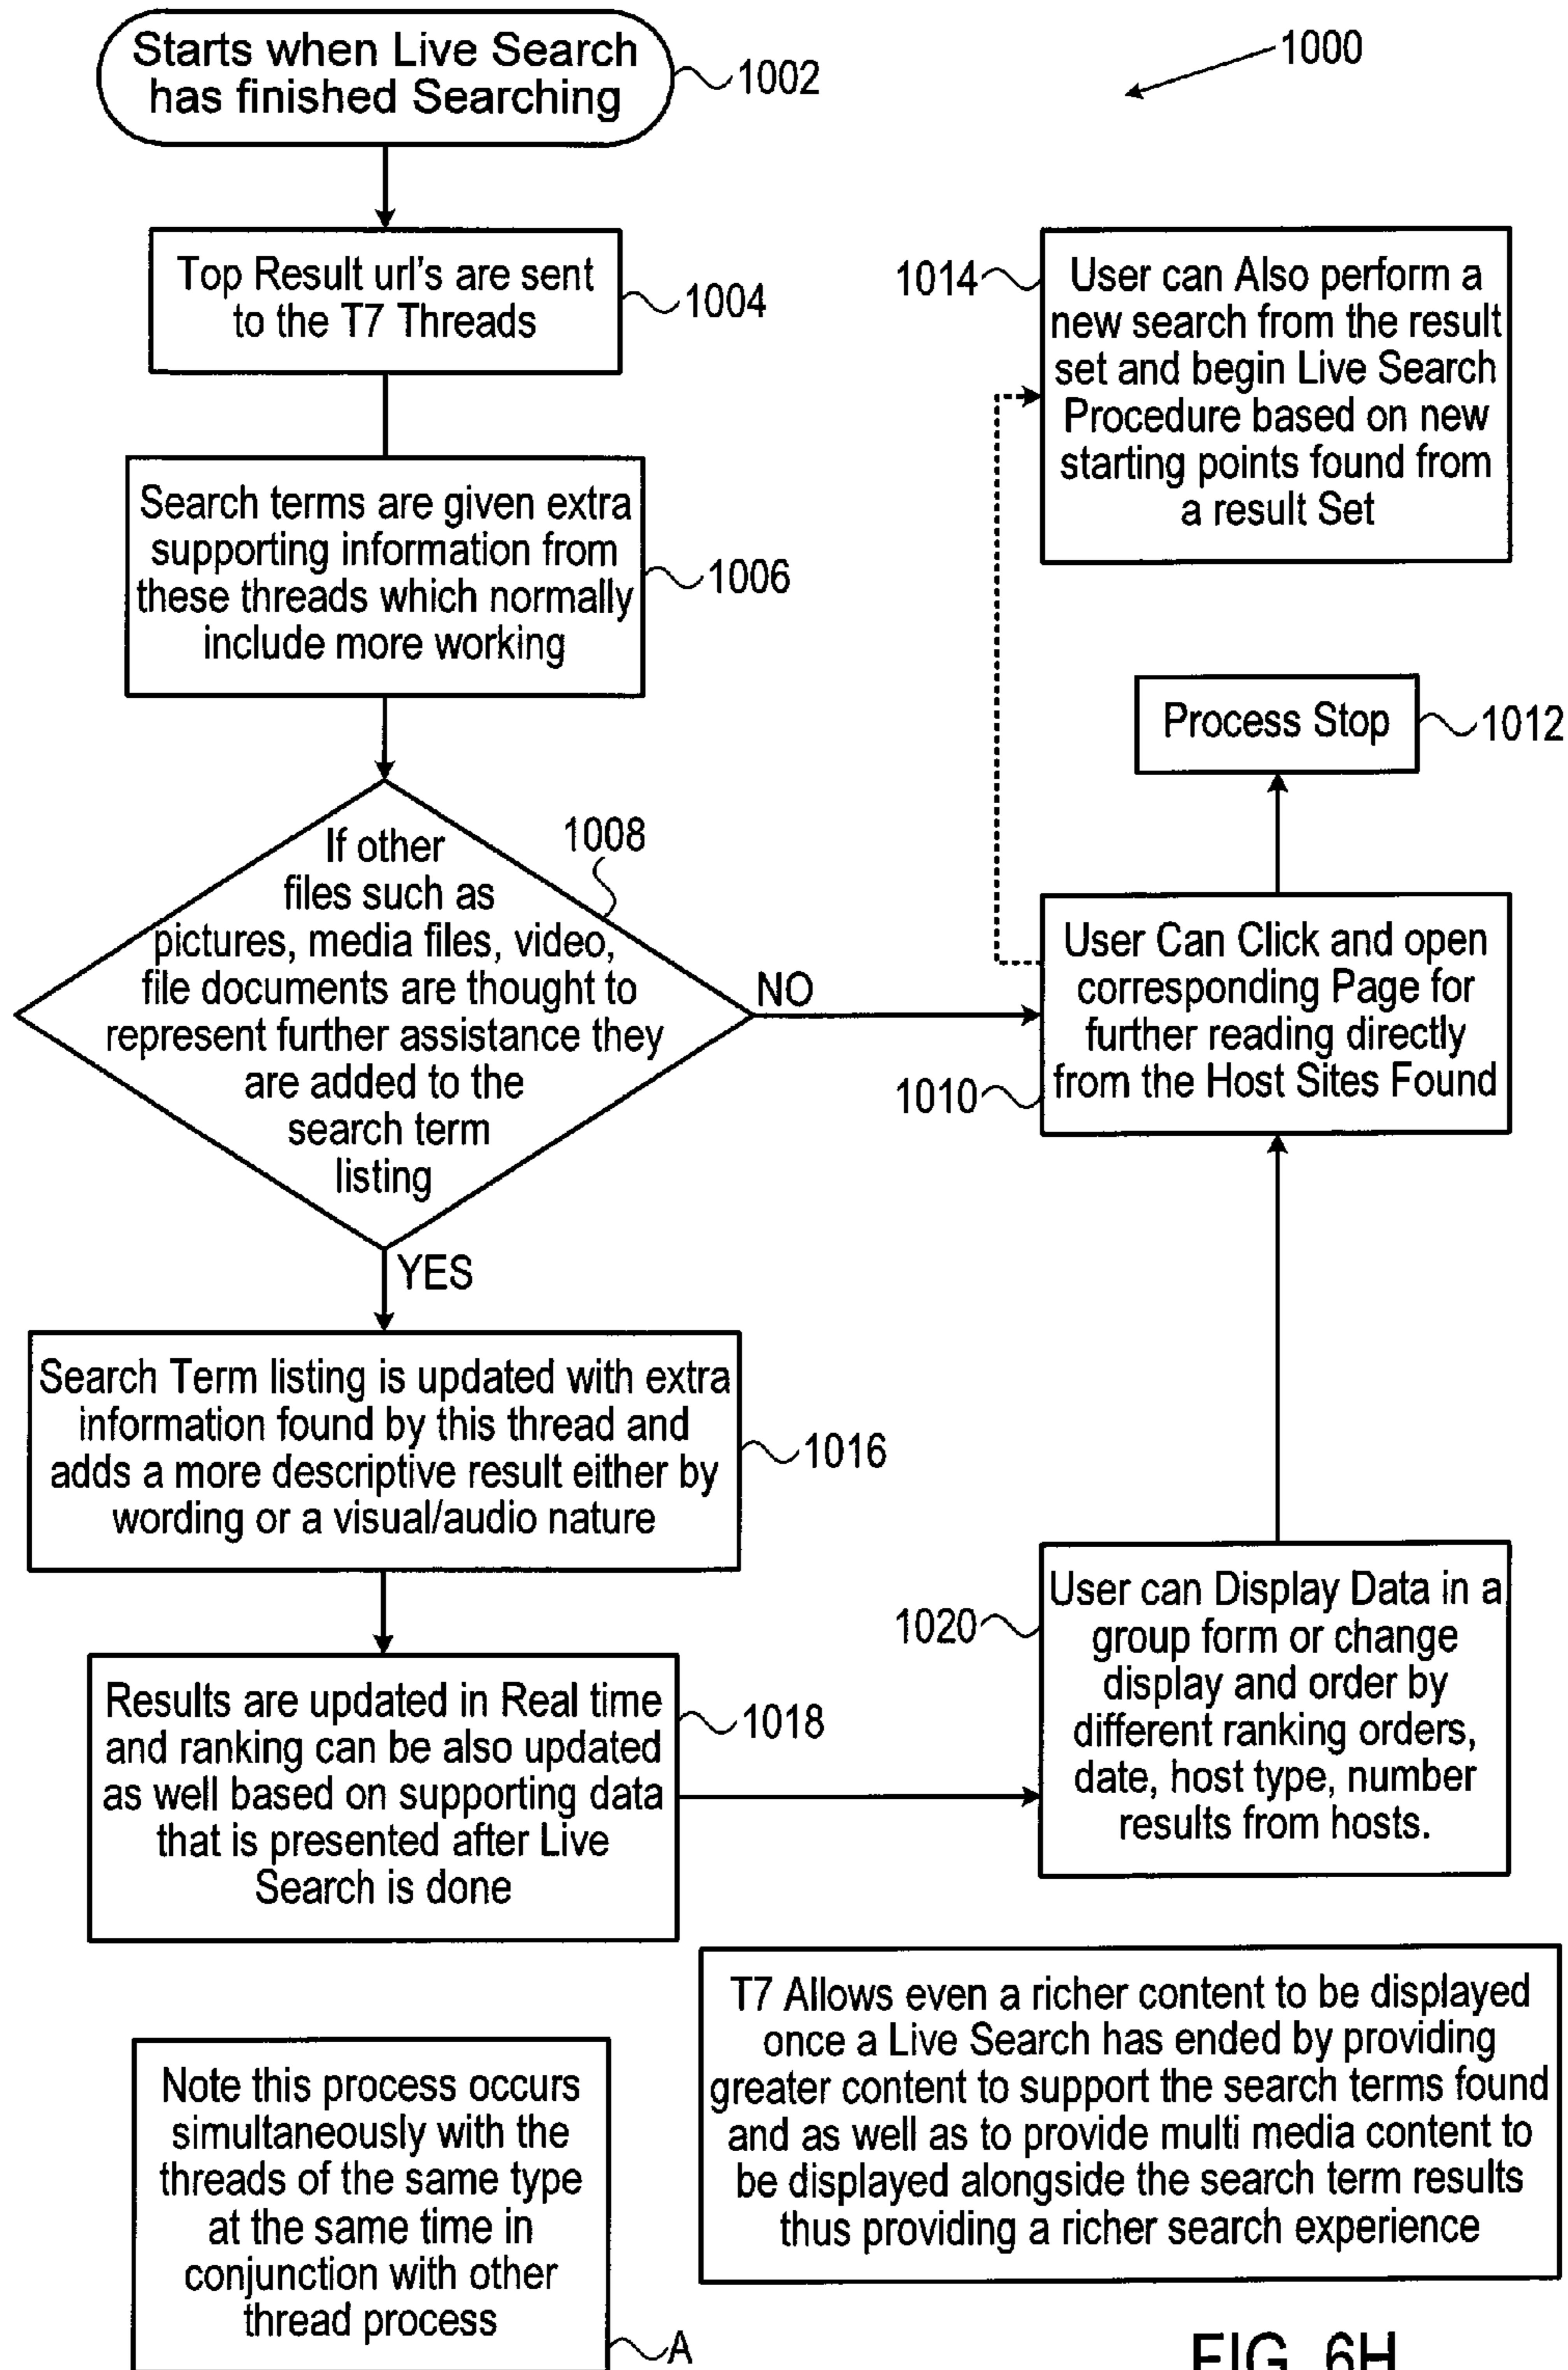 Starts when Live Search
has finished Searching
1002
1000
Top Result url's are sent
to the T7 Threads
1004
Search terms are given extra
supporting information from
these threads which normally
include more working
1006
If other
files such as
pictures, media files, video,
file documents are thought to
represent further assistance they
are added to the
search term
listing
1008
NO
YES
1014
User can Also perform a
new search from the result
set and begin Live Search
Procedure based on new
starting points found from
a result Set
Process Stop
1012
User Can Click and open
corresponding Page for
further reading directly
from the Host Sites Found
1010
Search Term listing is updated with extra
information found by this thread and
adds a more descriptive result either by
wording or a visual/audio nature
1016
Results are updated in Real time
and ranking can be also updated
as well based on supporting data
that is presented after Live
Search is done
1018
1020
User can Display Data in a
group form or change
display and order by
different ranking orders,
date, host type, number
results from hosts.
T7 Allows even a richer content to be displayed
once a Live Search has ended by providing
greater content to support the search terms found
and as well as to provide multi media content to
be displayed alongside the search term results
thus providing a richer search experience
Note this process occurs
simultaneously with the
threads of the same type
at the same time in
conjunction with other
thread process
A
FIG. 6H